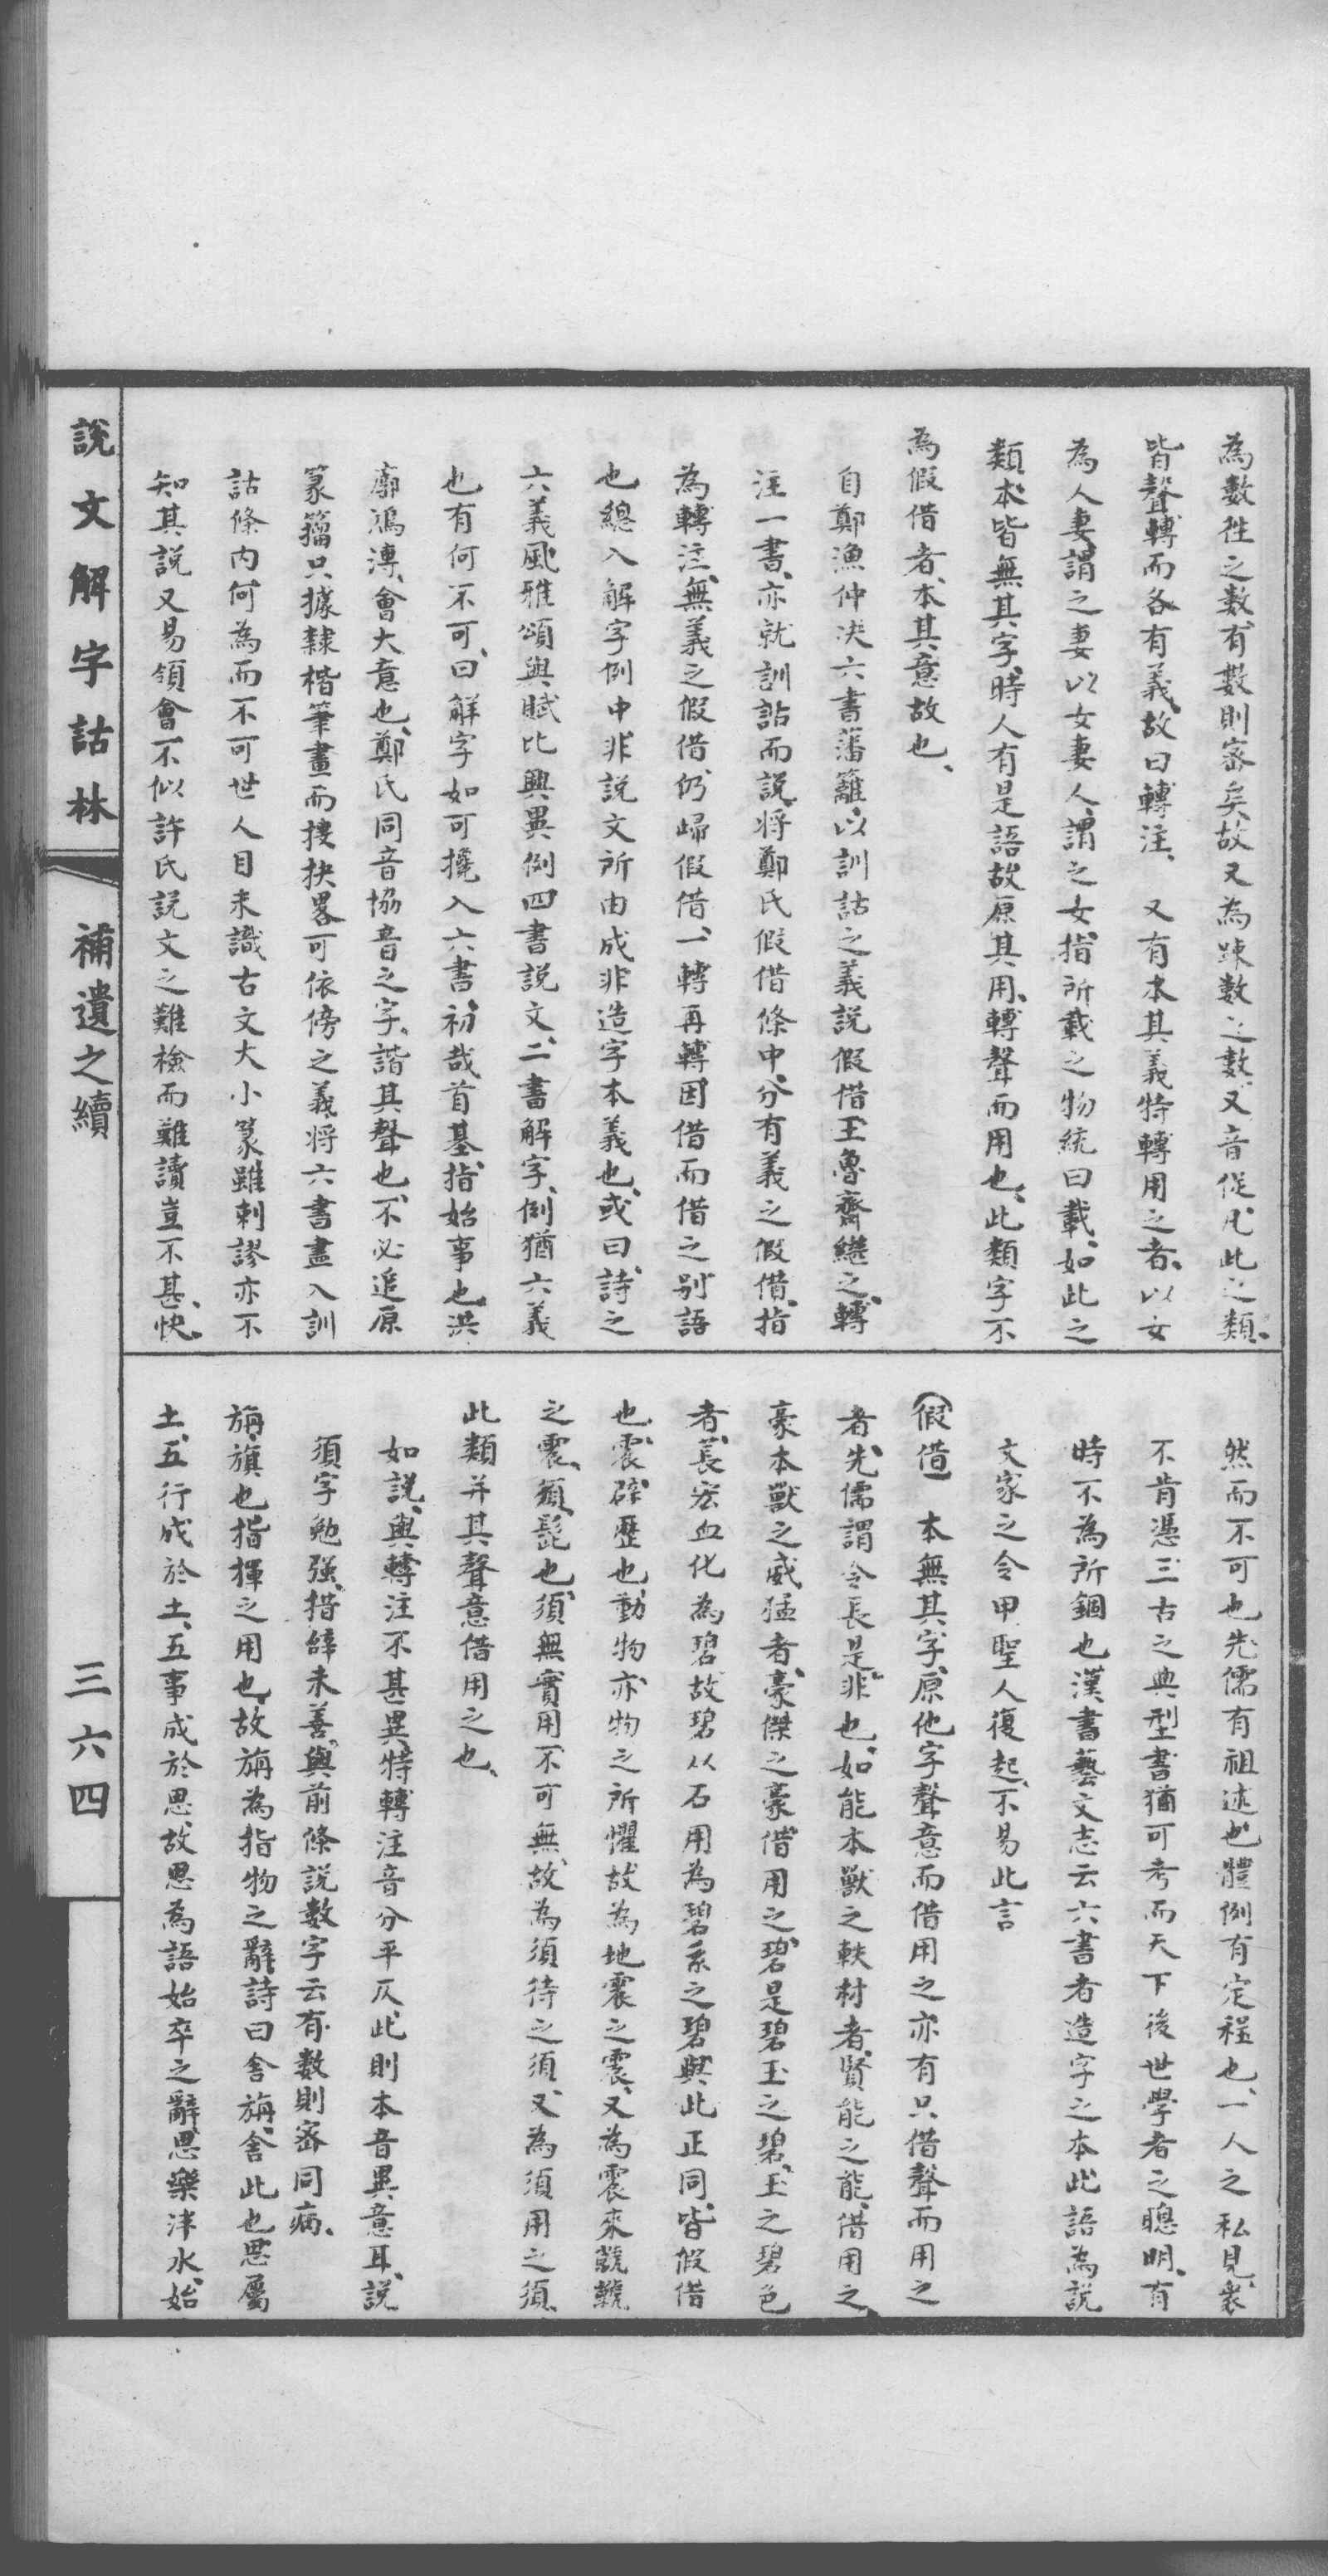 為數徃之数、有數則密矣、故又為踈數之數、又音促、凡此之類、
皆聲轉而各有義、故曰轉注、又有本其義特轉用之者、以女
為人妻、謂之妻、以女妻人、謂之女、指所載之物統曰載、如此之
類、本皆無其字、時人有是語、故原其用、轉聲而用也、此類字不
為假借者、本其意故也、
自鄭漁仲决六書藩籬、以訓詁之義說假借、王魯齋繼之、轉
注一書、亦就訓詁而說、将鄭氏假借條中、分有義之假借、指
為轉注、無義之假借、仍歸假借、一轉再轉、因借而借之别語
也、總入解字例中、非説文所由成、非造字本義也、或曰、詩之
六義、風雅頌與賦比興異例、四書説文、二書解字、例猶六義
也、有何不可、曰、解字如可攙入六書、初哉首基、指始事也、洪
廓鴻溥、會大意也、鄭氏同音協音之字、諧其聲也、不必追原
篆籀、只據隸楷筆畫而摟抉畧可依傍之義、将六書盡入訓
詁條内、何為而不可、世人目未識古文大小篆、雖剌謬亦不
知、其說又易領會、不似許氏説文之難檢而難讀、豈不甚快、
然而不可也、先儒有祖述也、體例有定程也、一人之私見、衆
不肯憑、三古之典型、書猶可考、而天下後世學者之聰明、有
時不為所錮也、漢書藝文志云、六書者造字之本、此語為説
文家之令甲、聖人復起、不易此言
（假借）　本無其字、原他字聲意而借用之、亦有只借聲而用之
者、先儒謂令長是、非也、如能本獸之軼材者、賢能之能、借用之、
豪本獸之威猛者、豪傑之豪、借用之、碧是碧玉之碧、玉之碧色
者、萇宏血化為碧、故碧从石、用為碧系之碧、與此正同、皆假借
也、震、霹歷也、動物、亦物之所懼、故為地震之震、又為震來虩虩
之震、須、髭也、須無實用、不可無、故為須待之須、又為須用之須、
此類并其聲意借用之也、
如説、與轉注不甚異、特轉注音分平仄、此則本音異意耳、説
須字勉强、措辭未善、與前條説數字云有数則密同病、
旃、旗也、指揮之用也、故旃為指物之辭、詩曰舍旃、舍此也、思屬
土、五行成於土、五事成於思、故思為語始卒之辭、思樂泮水、始
說文解字詁林　補遺之續　三六四